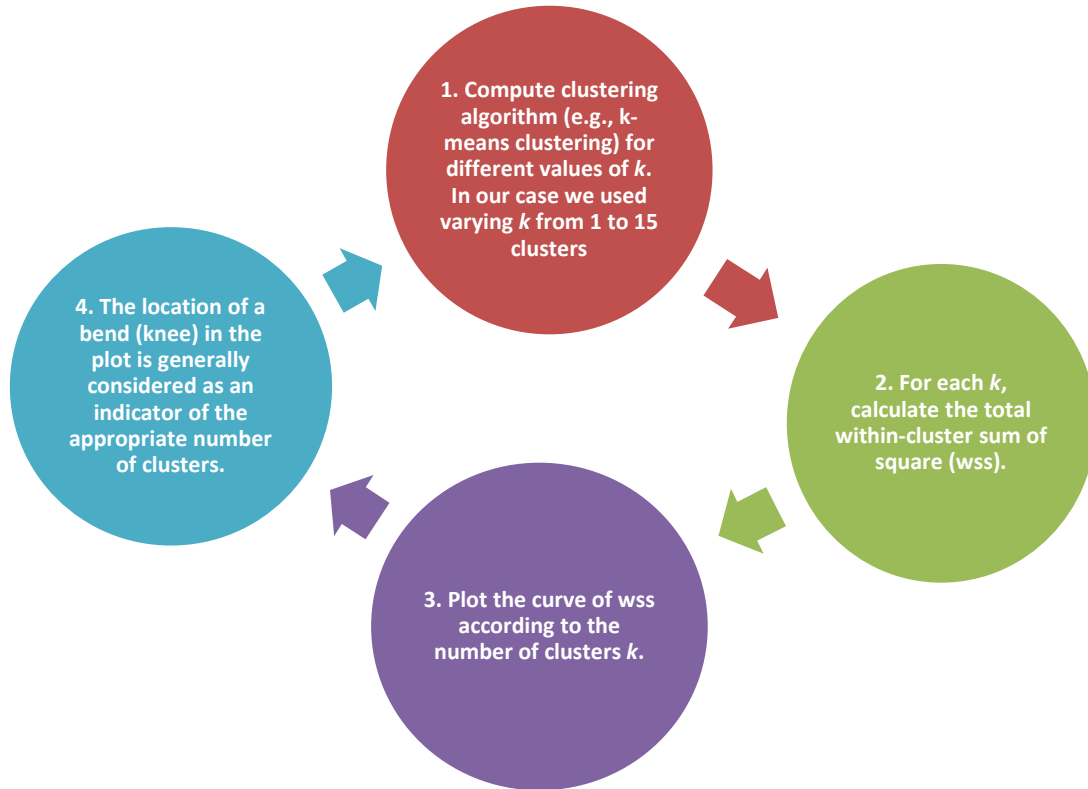 1. Compute clustering
algorithm (e.g., k-
means clustering) for
different values of k.
In our case we used
varying k from 1 to 15
clusters
2. For each k,
calculate the total
within-cluster sum of
square (wss).
3. Plot the curve of wss
according to the
number of clusters k.
4. The location of a
bend (knee) in the
plot is generally
considered as an
indicator of the
appropriate number
of clusters.